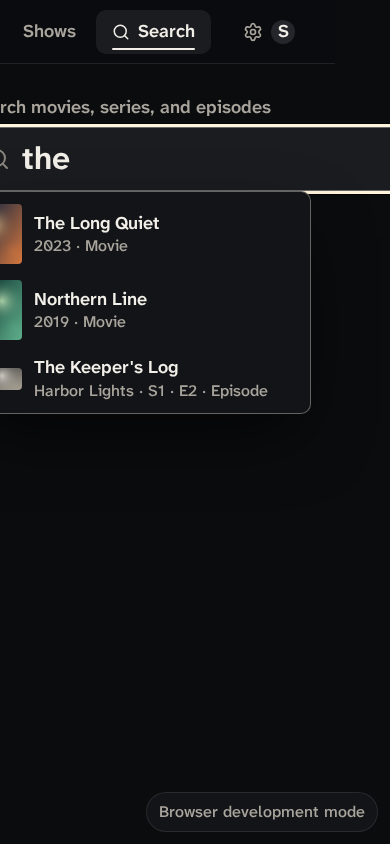 Shows
Search
S
rch movies, series, and episodes
the
The Long Quiet
2023 · Movie
Northern Line
2019 · Movie
The Keeper's Log
Harbor Lights · S1 · E2 · Episode
Browser development mode